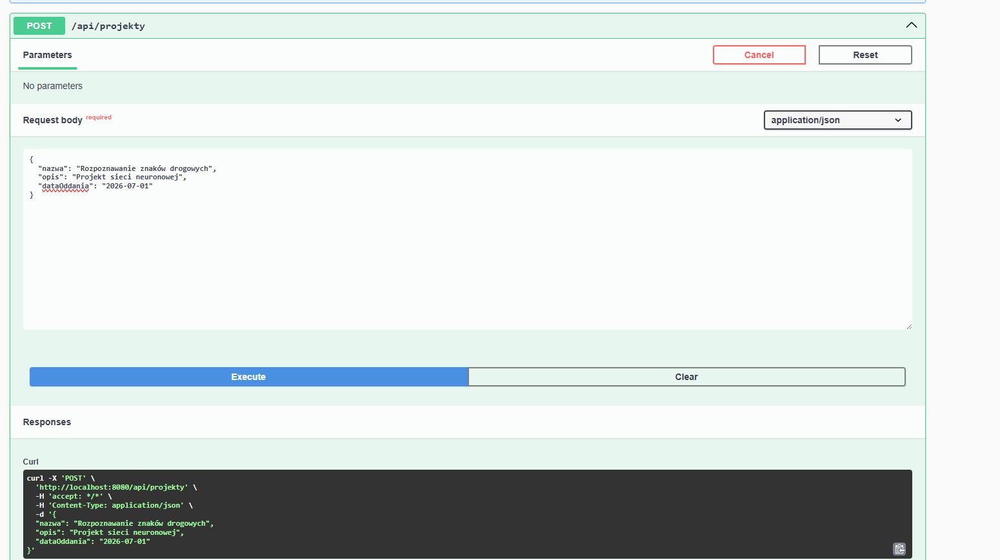 POST /api/projekty
Parameters
Cancel
Reset
No parameters
Request body required
application/json
{
  "nazwa": "Rozpoznawanie znaków drogowych",
  "opis": "Projekt sieci neuronowej",
  "dataOddania": "2026-07-01"
}
Execute
Clear
Responses
Curl
curl -X 'POST' \
  'http://localhost:8080/api/projekty' \
  -H 'accept: */*' \
  -H 'Content-Type: application/json' \
  -d '{
  "nazwa": "Rozpoznawanie znaków drogowych",
  "opis": "Projekt sieci neuronowej",
  "dataOddania": "2026-07-01"
}'